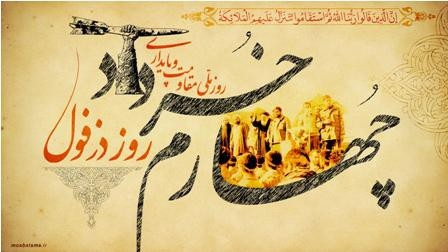 إِنَّ الَّذِينَ قَالُوا رَبُّنَا اللَّهُ ثُمَّ اسْتَقَامُوا تَتَنَزَّلُ عَلَيْهِمُ الْمَلَائِكَةُ
چهارم خرداد
روز ملی مقاومت و پایداری
روز دزفول